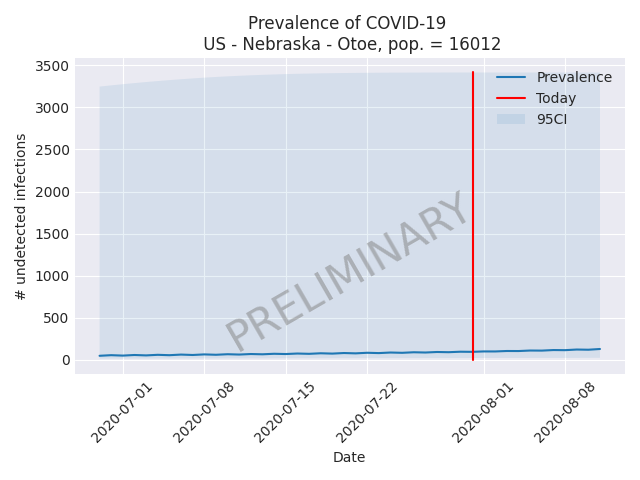 Prevalence of COVID-19
US - Nebraska - Otoe, pop. = 16012
3500
3000
2500
2000
1500
1000
500
0
# undetected infections
Prevalence
Today
95CI
PRELIMINARY
2020-07-01
2020-07-08
2020-07-15
2020-07-22
2020-08-01
2020-08-08
Date